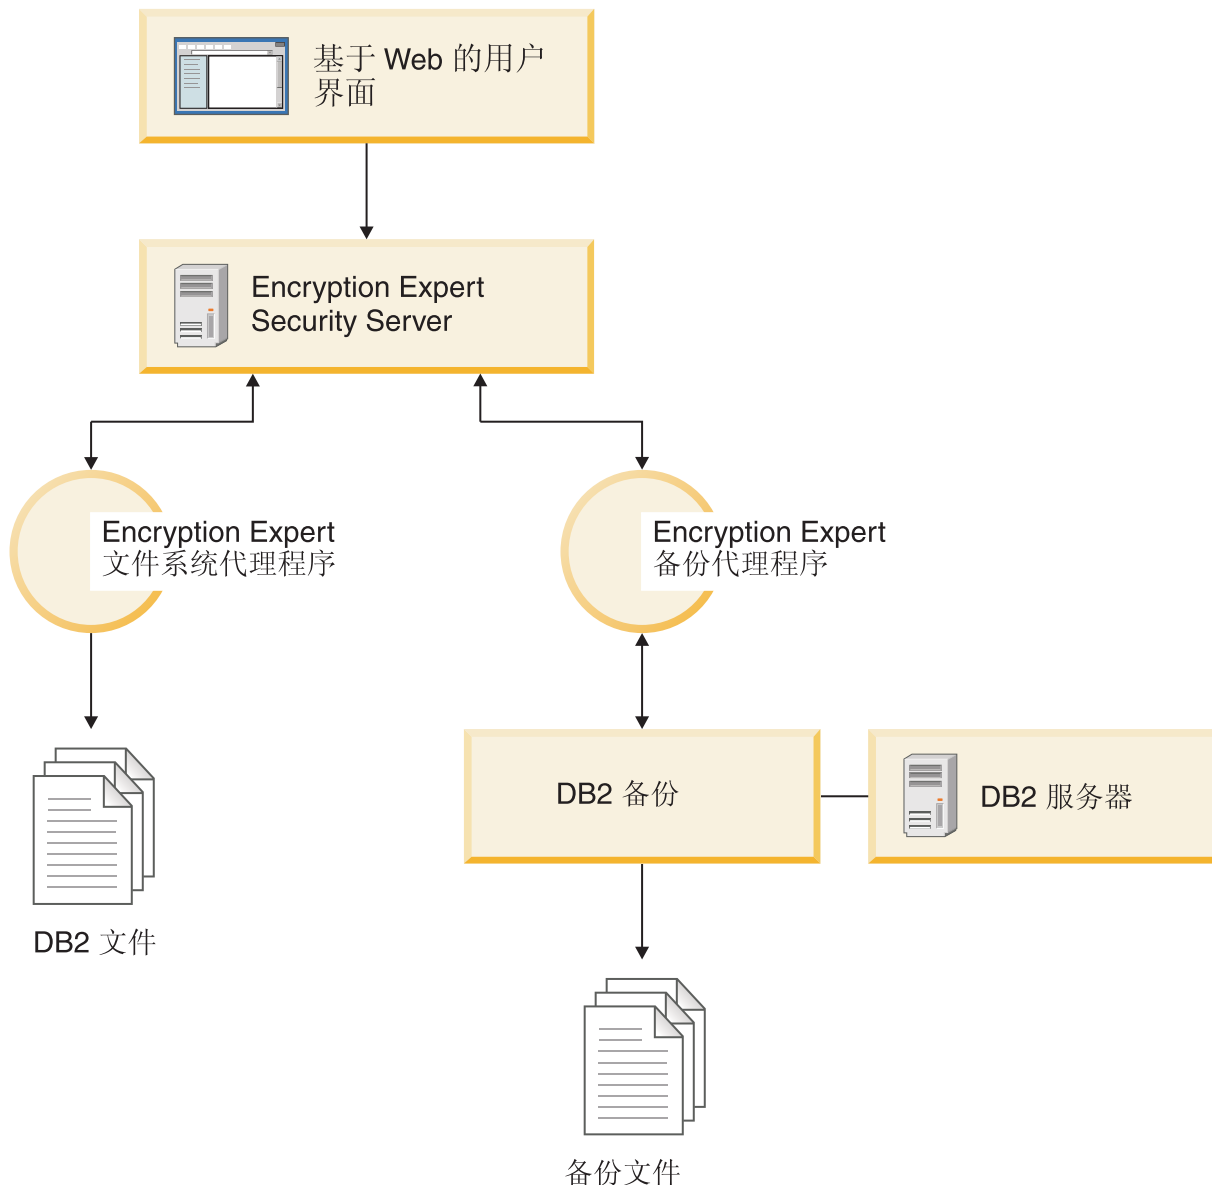 基于 Web 的用户
界面
Encryption Expert
Security Server
Encryption Expert
文件系统代理程序
Encryption Expert
备份代理程序
DB2 备份
DB2 服务器
DB2 文件
备份文件